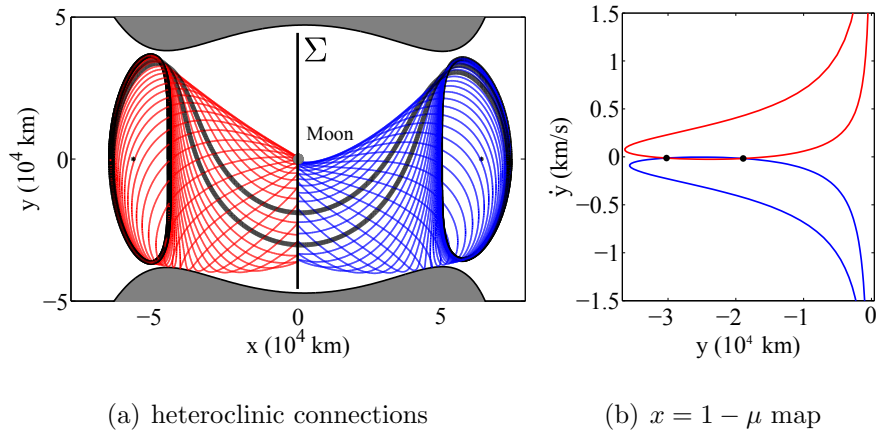 5
0
−5
y (10⁴ km)
Σ
Moon
−5
0
5
x (10⁴ km)
1.5
1
0.5
0
−0.5
−1
−1.5
ẏ (km/s)
−3
−2
−1
0
y (10⁴ km)
(a) heteroclinic connections
(b) x = 1 − μ map